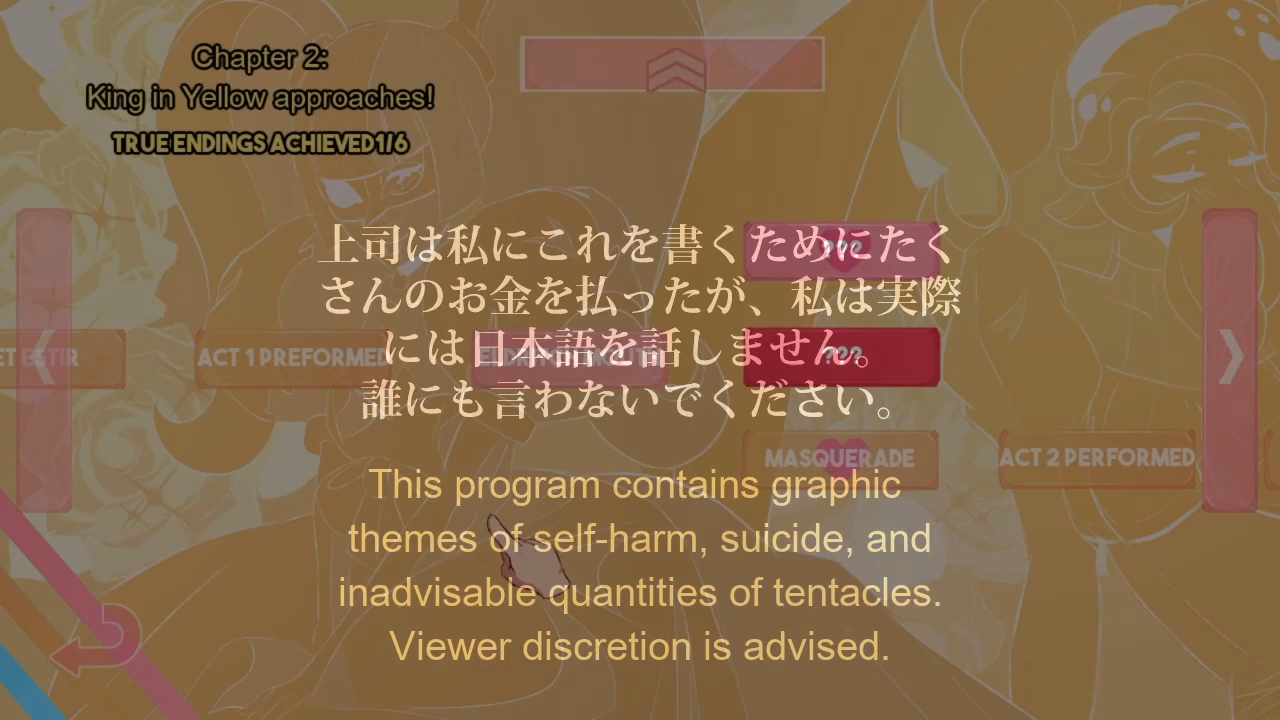 Chapter 2:
King in Yellow approaches!
TRUE ENDINGS ACHIEVED 1/6
上司は私にこれを書くためにたく
さんのお金を払ったが、私は実際
には日本語を話しません。
誰にも言わないでください。
???
ACT 1 PREFORMED
???
MASQUERADE
ACT 2 PERFORMED
This program contains graphic
themes of self-harm, suicide, and
inadvisable quantities of tentacles.
Viewer discretion is advised.